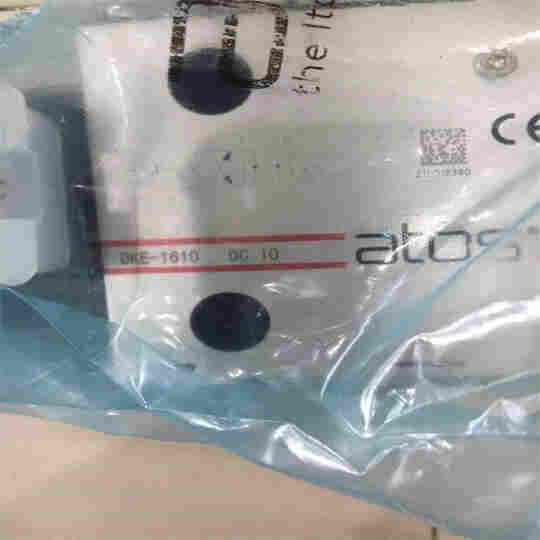 the Ita
CE
DKE-1610 DC 10
atos